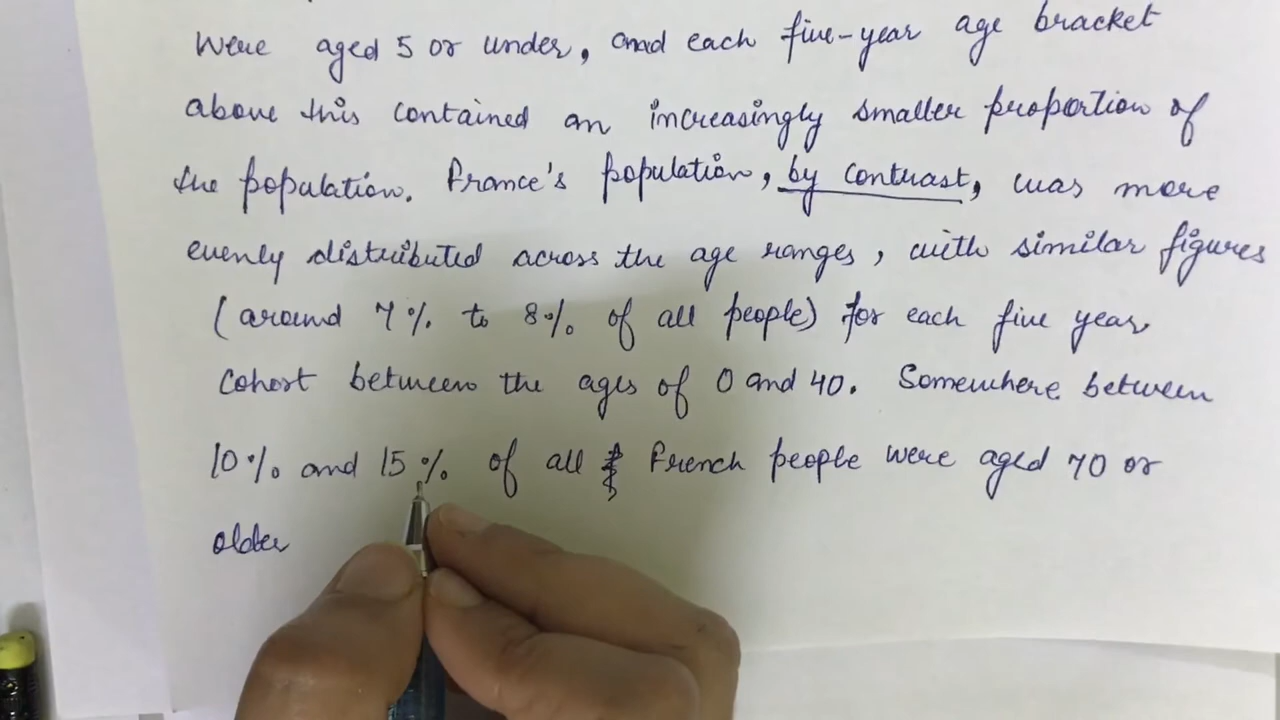 were aged 5 or under, and each five-year age bracket
above this contained an increasingly smaller proportion of
the population. France's population, by contrast, was more
evenly distributed across the age ranges, with similar figures
(around 7% to 8% of all people) for each five year
Cohort between the ages of 0 and 40. Somewhere between
10% and 15% of all French people were aged 70 or
older